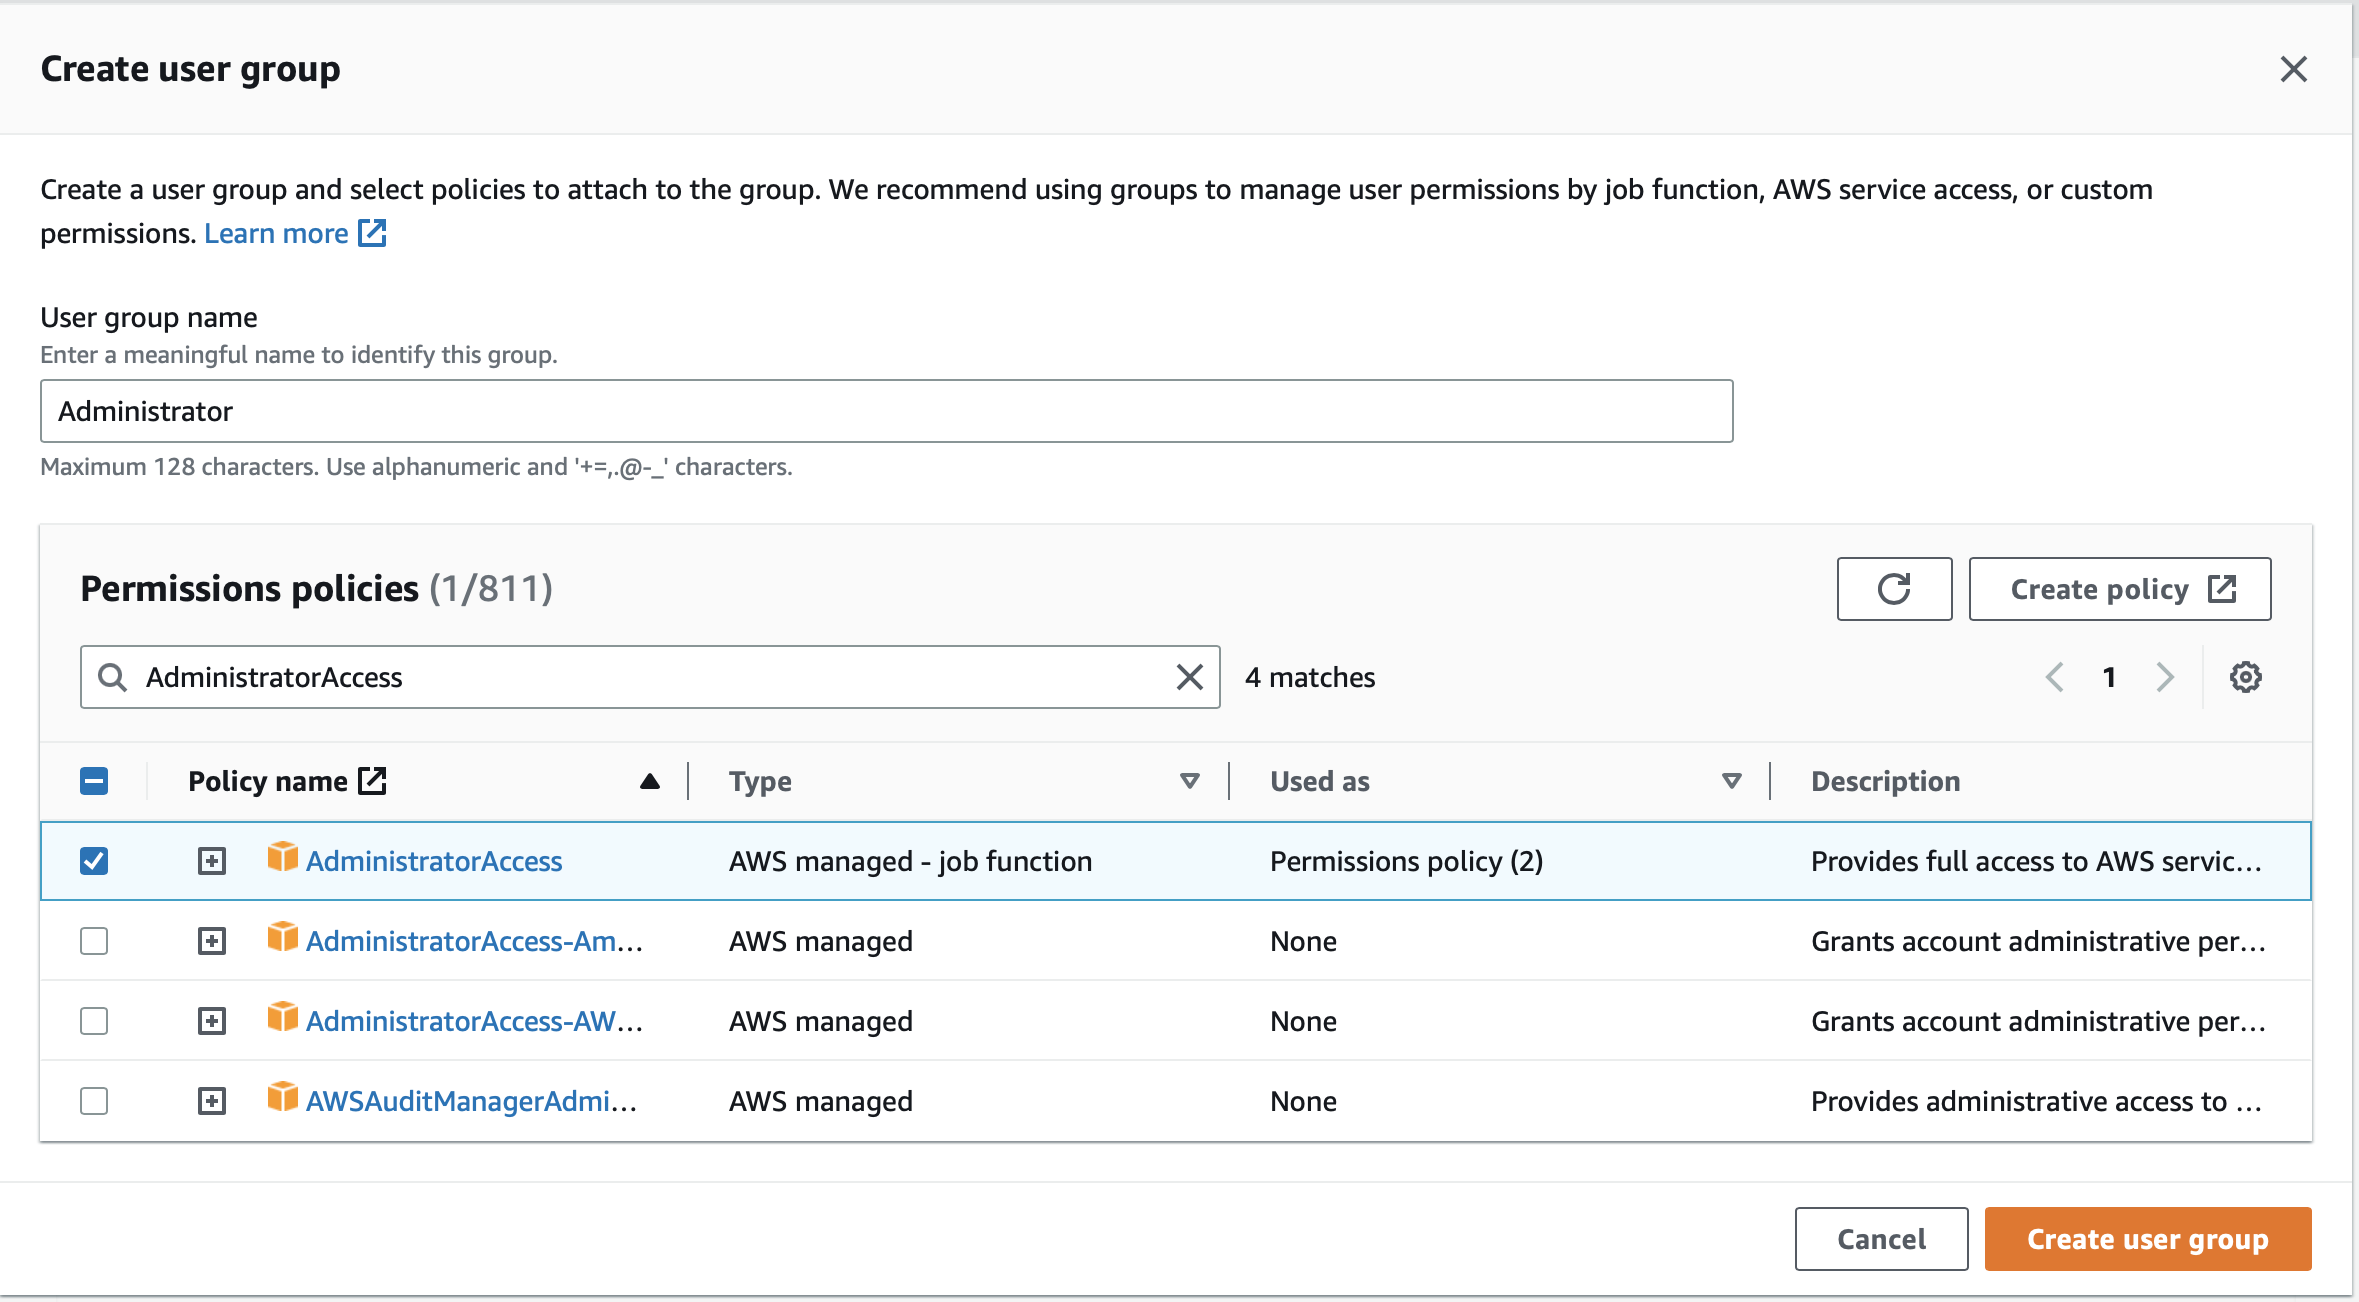 Create user group
Create a user group and select policies to attach to the group. We recommend using groups to manage user permissions by job function, AWS service access, or custom
permissions. Learn more
User group name
Enter a meaningful name to identify this group.
Administrator
Maximum 128 characters. Use alphanumeric and '+=,.@-_' characters.
Permissions policies (1/811)
Create policy
AdministratorAccess
4 matches
1
Policy name Type Used as Description
AdministratorAccess AWS managed - job function Permissions policy (2) Provides full access to AWS servic...
AdministratorAccess-Am... AWS managed None Grants account administrative per...
AdministratorAccess-AW... AWS managed None Grants account administrative per...
AWSAuditManagerAdmi... AWS managed None Provides administrative access to ...
Cancel Create user group